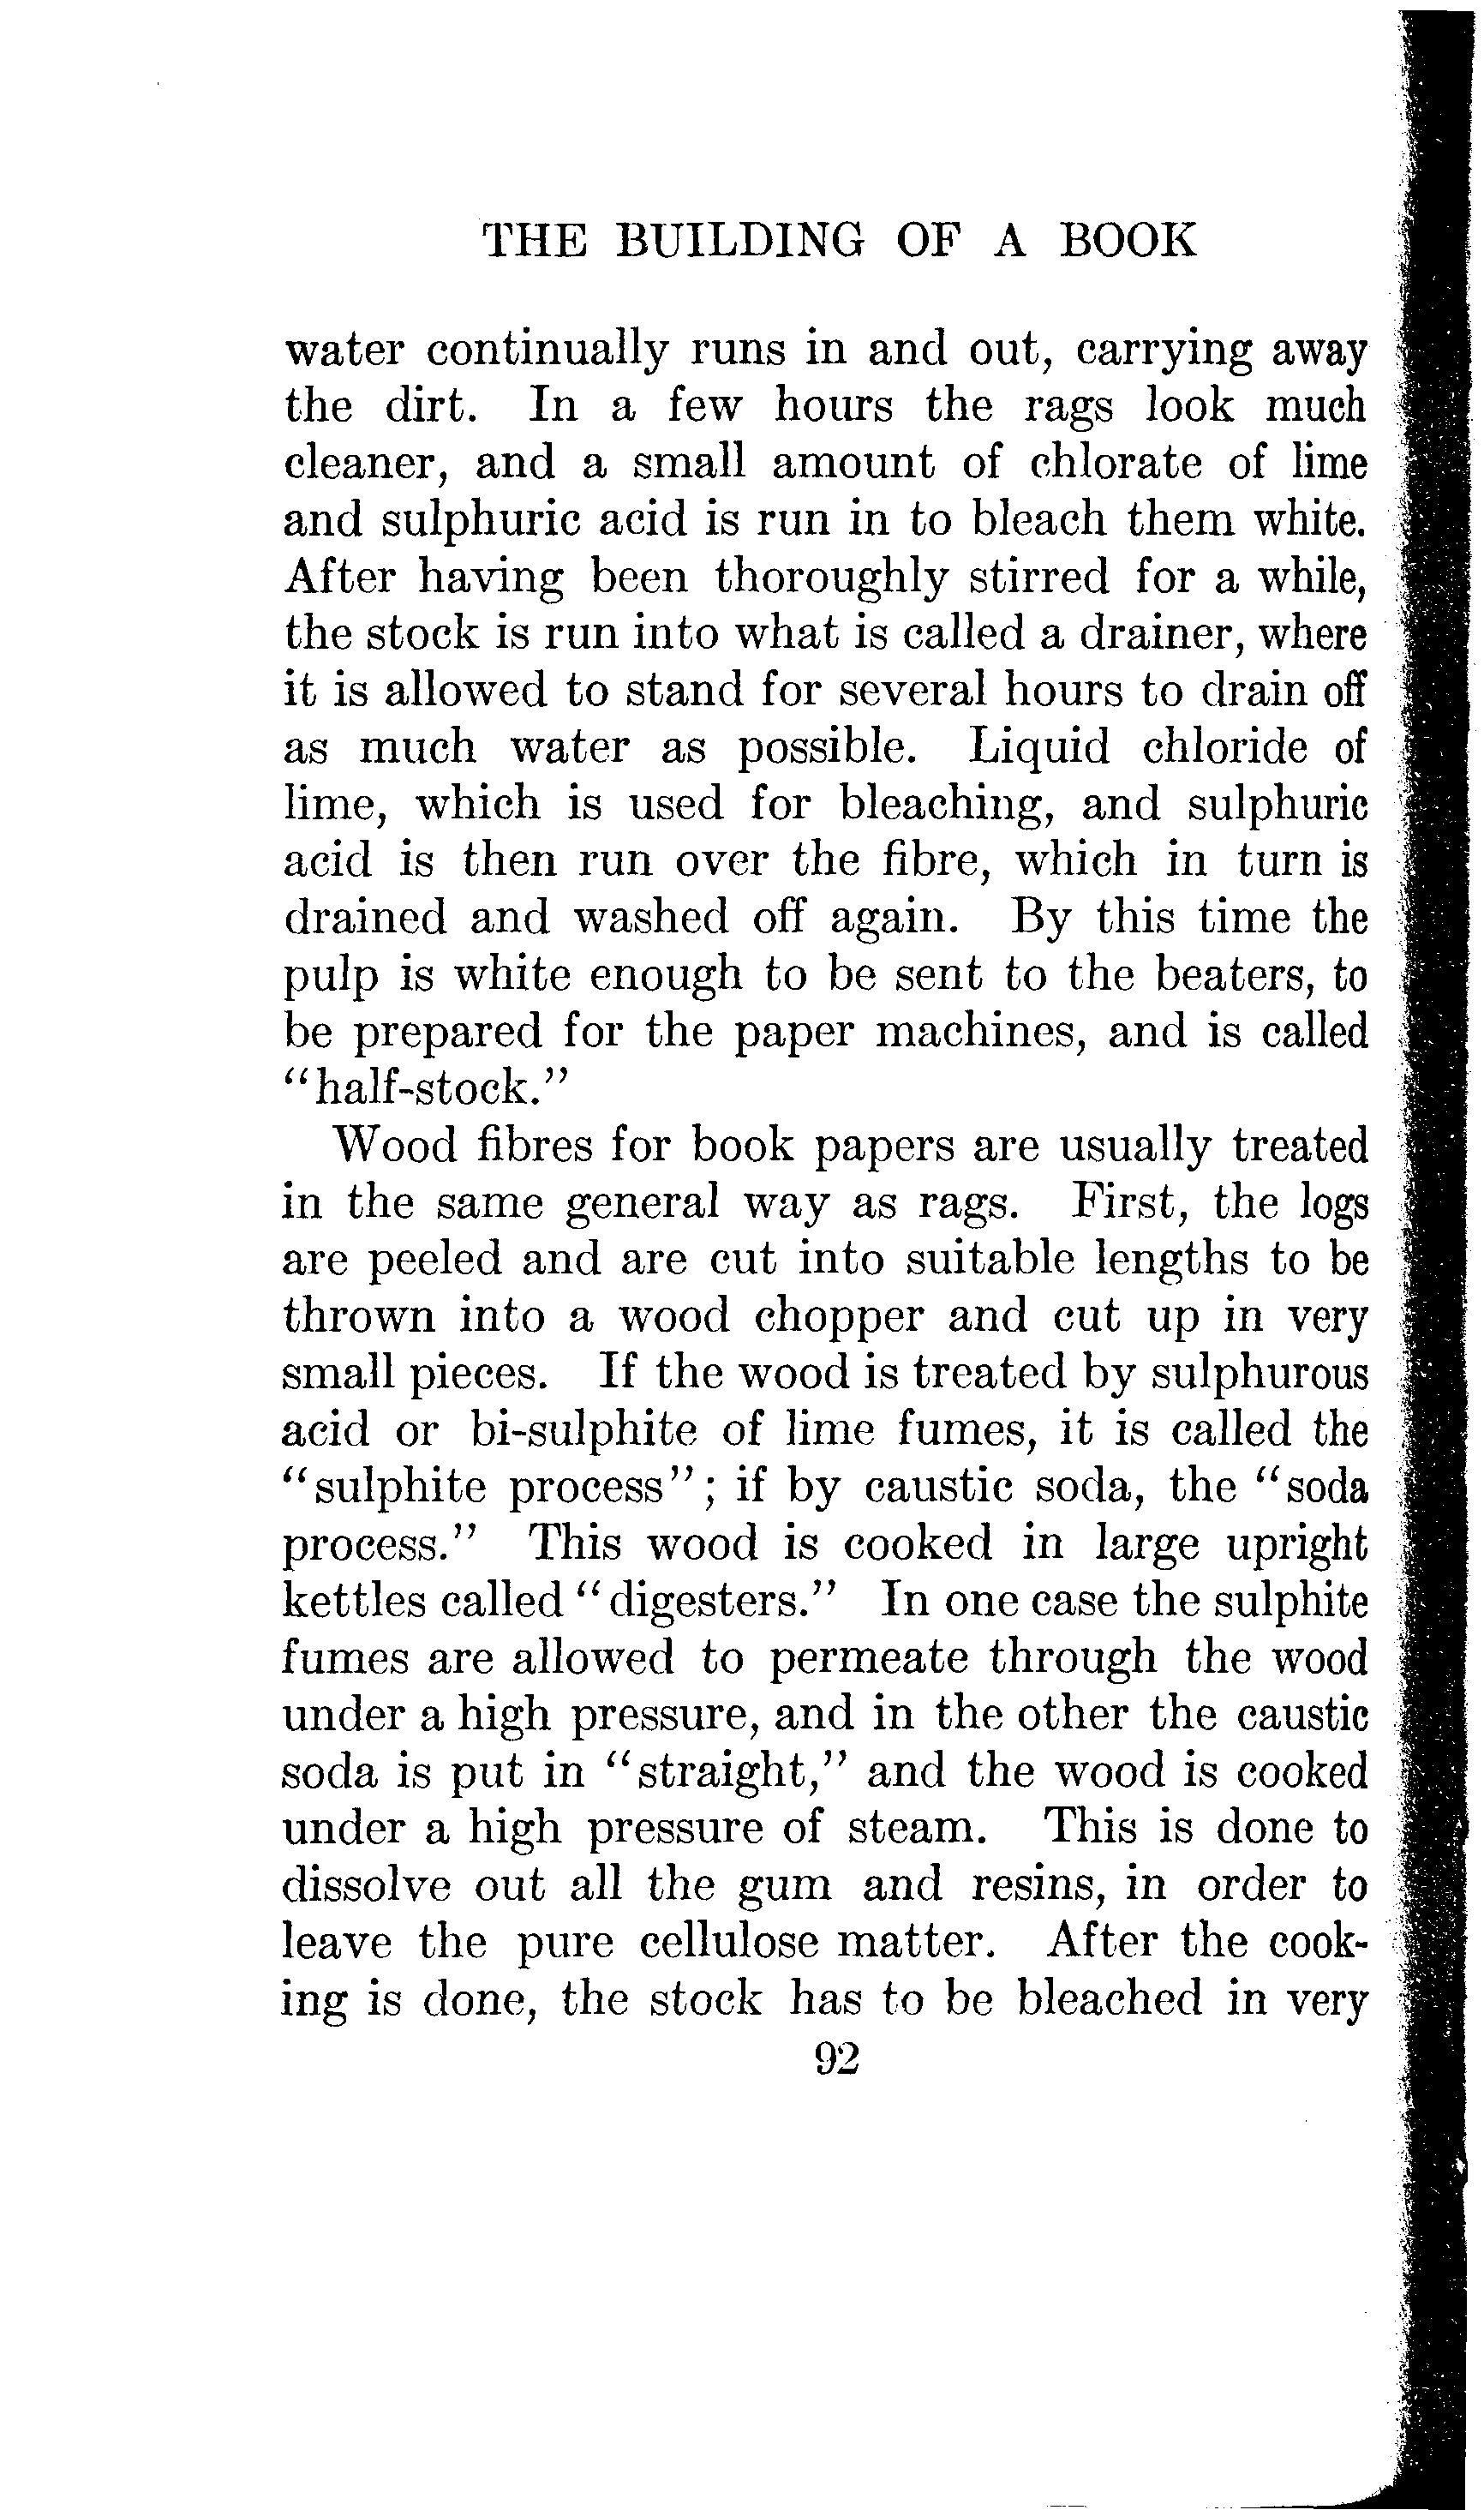 THE BUILDING OF A BOOK
water continually runs in and out, carrying away
the dirt. In a few hours the rags look much
cleaner, and a small amount of chlorate of lime
and sulphuric acid is run in to bleach them white.
After having been thoroughly stirred for a while,
the stock is run into what is called a drainer, where
it is allowed to stand for several hours to drain off
as much water as possible. Liquid chloride of
lime, which is used for bleaching, and sulphuric
acid is then run over the fibre, which in turn is
drained and washed off again. By this time the
pulp is white enough to be sent to the beaters, to
be prepared for the paper machines, and is called
"half-stock."
Wood fibres for book papers are usually treated
in the same general way as rags. First, the logs
are peeled and are cut into suitable lengths to be
thrown into a wood chopper and cut up in very
small pieces. If the wood is treated by sulphurous
acid or bi-sulphite of lime fumes, it is called the
"sulphite process"; if by caustic soda, the "soda
process." This wood is cooked in large upright
kettles called "digesters." In one case the sulphite
fumes are allowed to permeate through the wood
under a high pressure, and in the other the caustic
soda is put in "straight," and the wood is cooked
under a high pressure of steam. This is done to
dissolve out all the gum and resins, in order to
leave the pure cellulose matter. After the cook-
ing is done, the stock has to be bleached in very
92